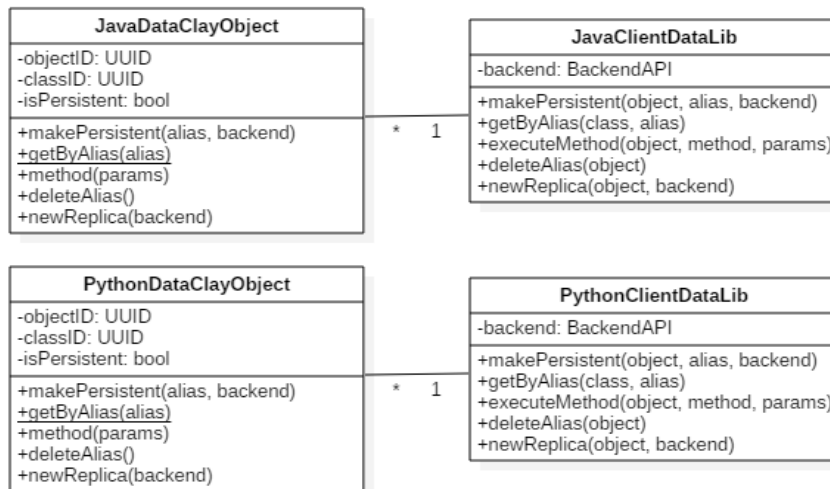 JavaDataClayObject
-objectID: UUID
-classID: UUID
-isPersistent: bool
+makePersistent(alias, backend)
+getByAlias(alias)
+method(params)
+deleteAlias()
+newReplica(backend)
* 1
JavaClientDataLib
-backend: BackendAPI
+makePersistent(object, alias, backend)
+getByAlias(class, alias)
+executeMethod(object, method, params)
+deleteAlias(object)
+newReplica(object, backend)
PythonDataClayObject
-objectID: UUID
-classID: UUID
-isPersistent: bool
+makePersistent(alias, backend)
+getByAlias(alias)
+method(params)
+deleteAlias()
+newReplica(backend)
* 1
PythonClientDataLib
-backend: BackendAPI
+makePersistent(object, alias, backend)
+getByAlias(class, alias)
+executeMethod(object, method, params)
+deleteAlias(object)
+newReplica(object, backend)